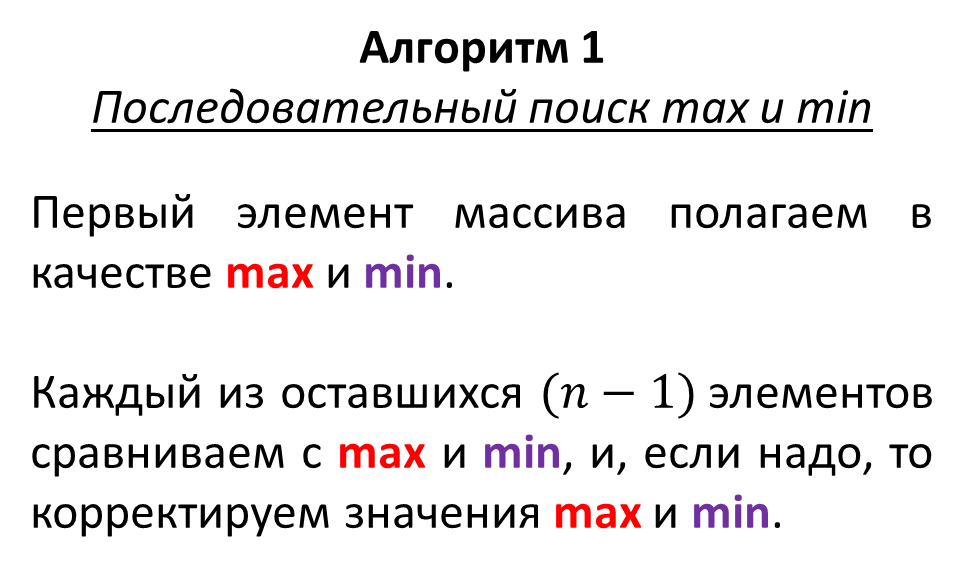 Алгоритм 1
Последовательный поиск max и min
Первый элемент массива полагаем в
качестве max и min.
Каждый из оставшихся (n − 1) элементов
сравниваем с max и min, и, если надо, то
корректируем значения max и min.